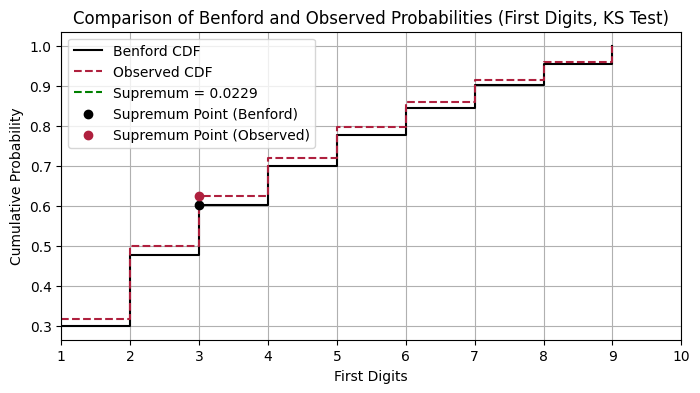 Comparison of Benford and Observed Probabilities (First Digits, KS Test)
Benford CDF
Observed CDF
Supremum = 0.0229
Supremum Point (Benford)
Supremum Point (Observed)
1.0
0.9
0.8
0.7
0.6
0.5
0.4
0.3
Cumulative Probability
1 2 3 4 5 6 7 8 9 10
First Digits